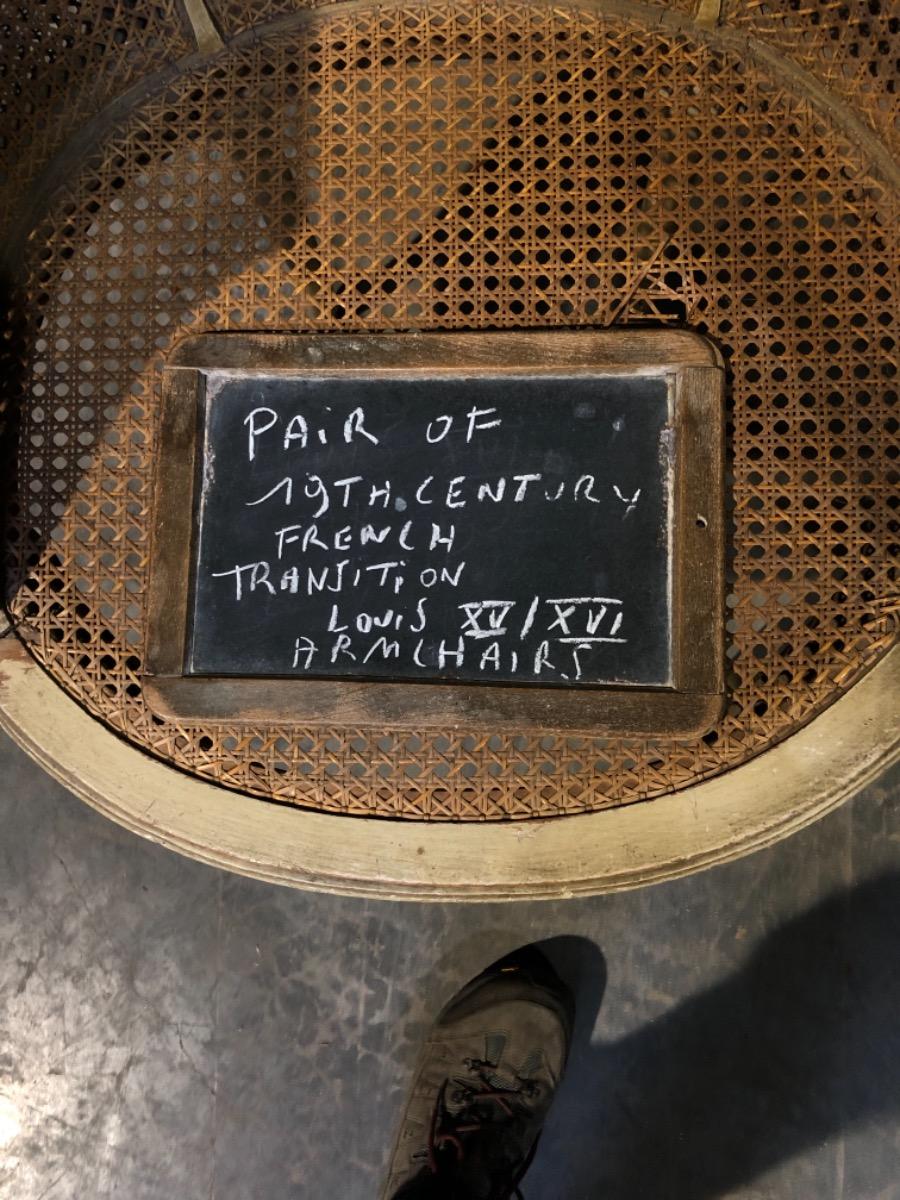 PAiR OF
19TH.CENTURY
FRENCH
TRANSITiON
LOUIS XV/XVI
ARMCHAIRS